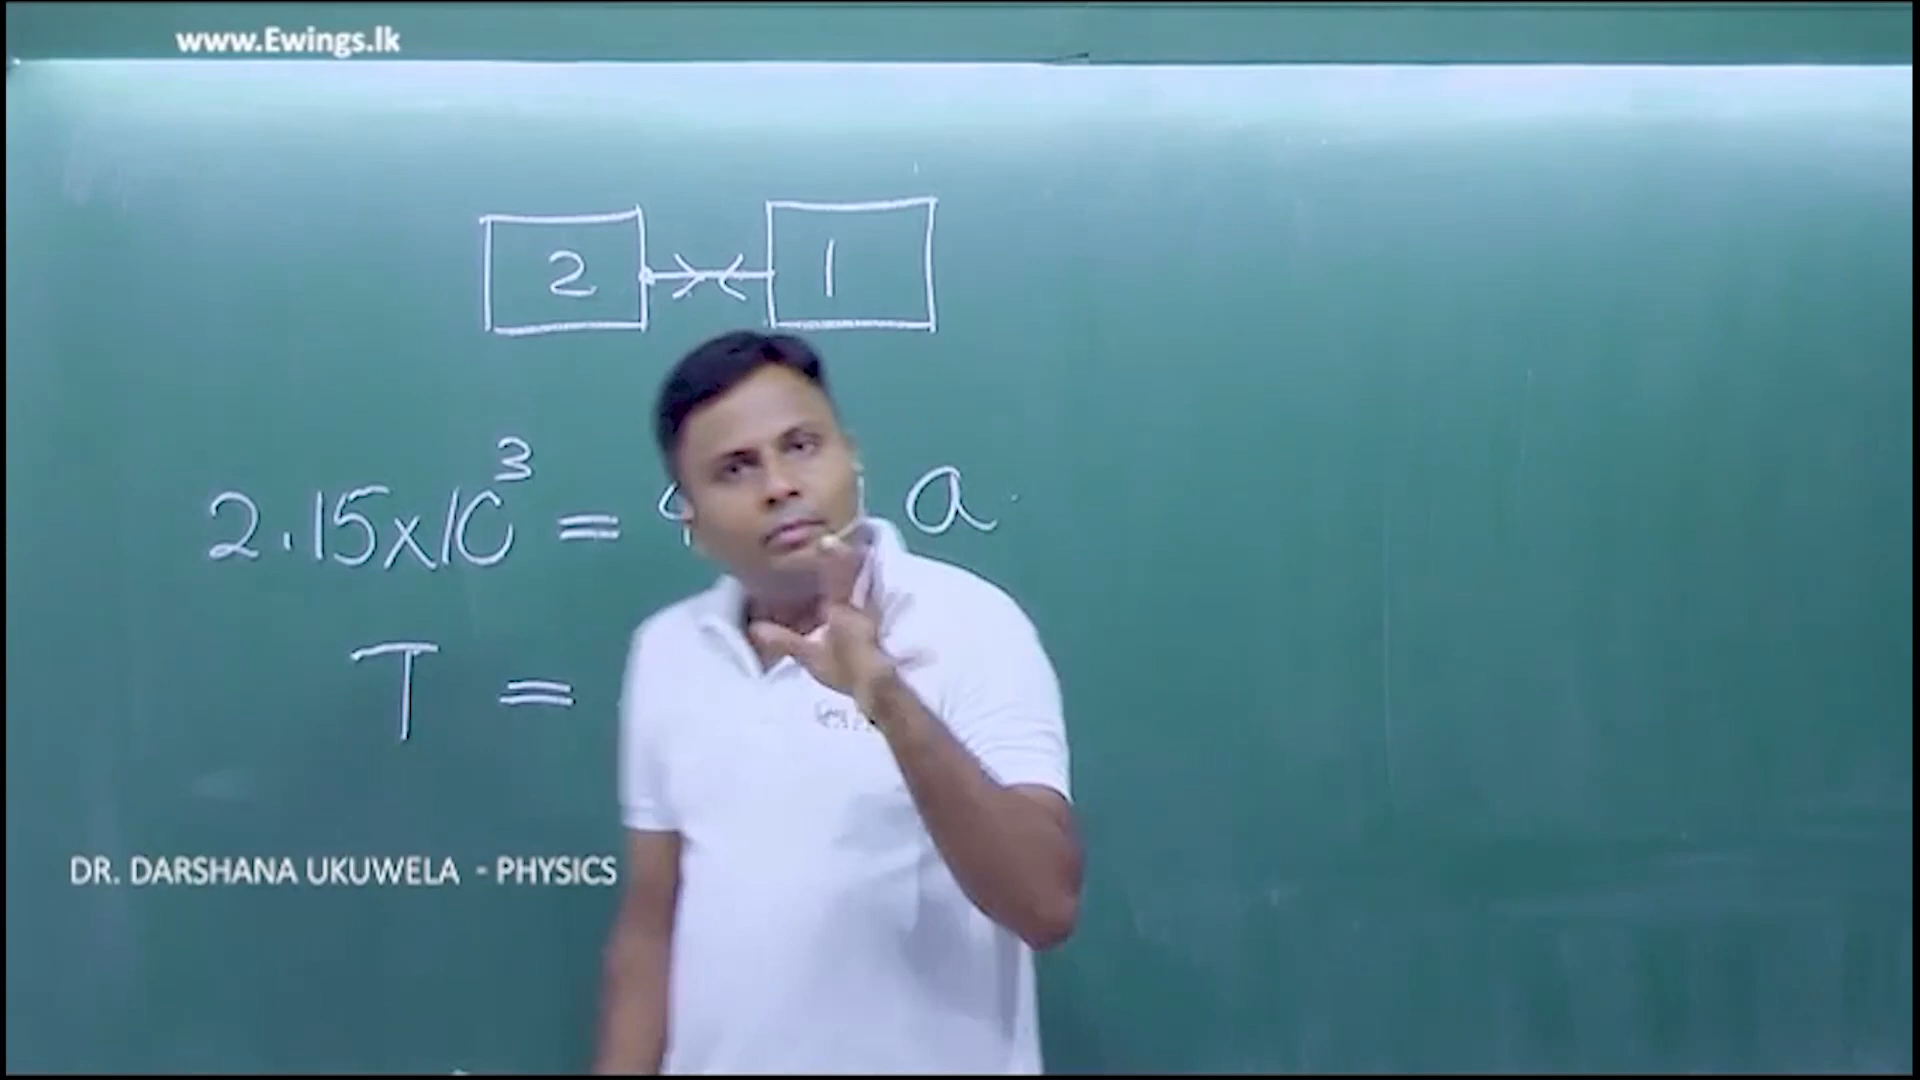 www.Ewings.lk
2 1
2.15x10³ = a
T =
DR. DARSHANA UKUWELA - PHYSICS